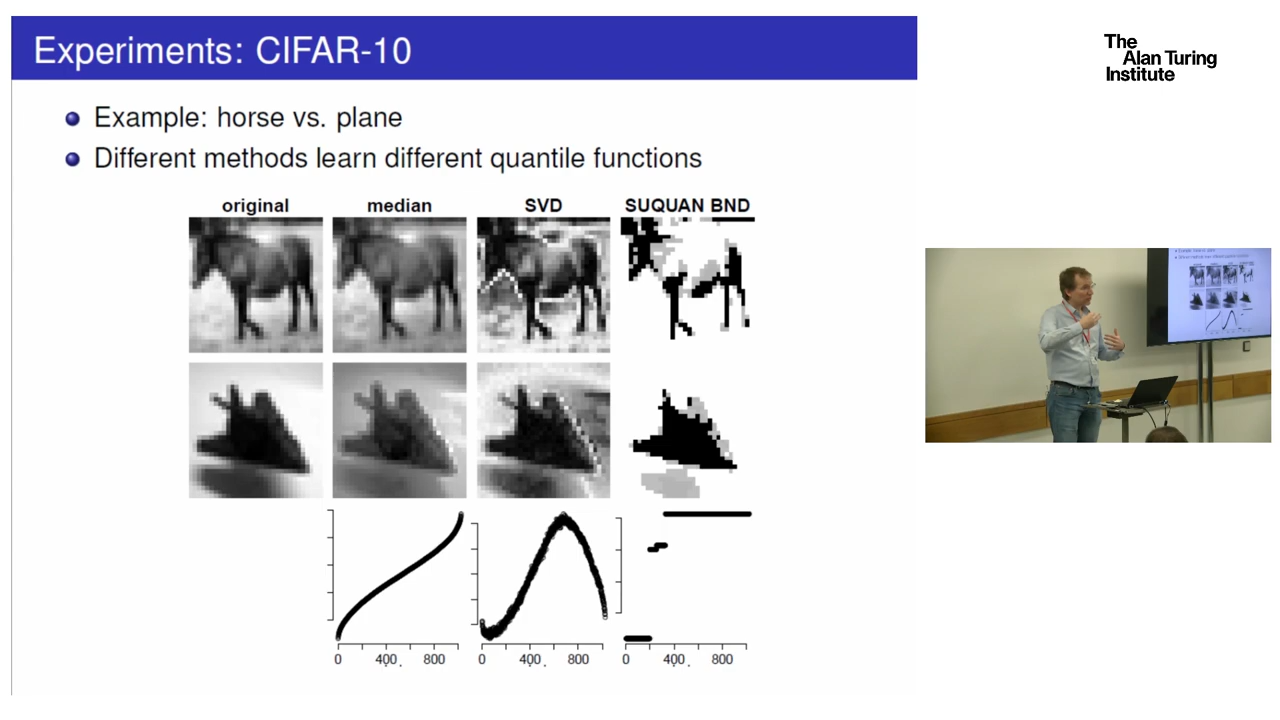 Experiments: CIFAR-10
The
Alan Turing
Institute
Example: horse vs. plane
Different methods learn different quantile functions
original median SVD SUQUAN BND
0 400 800 0 400 800 0 400 800